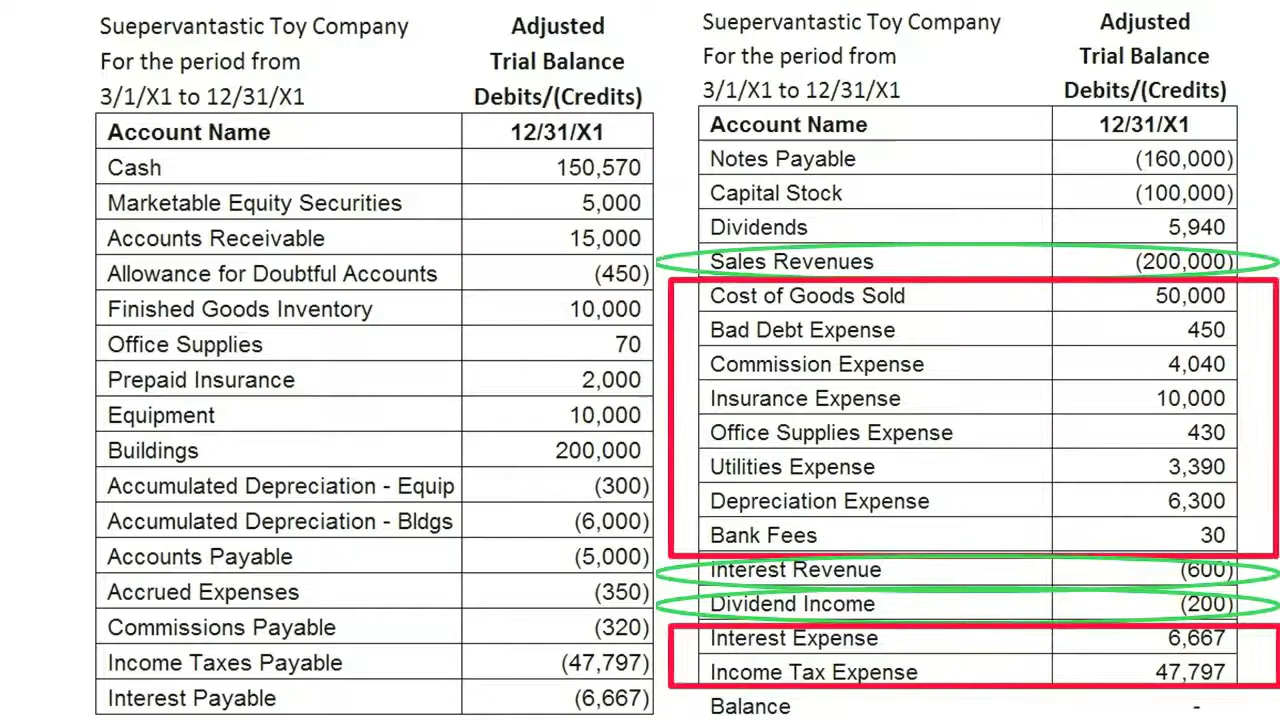 Suepervantastic Toy Company Adjusted
For the period from Trial Balance
3/1/X1 to 12/31/X1 Debits/(Credits)
Account Name 12/31/X1
Cash 150,570
Marketable Equity Securities 5,000
Accounts Receivable 15,000
Allowance for Doubtful Accounts (450)
Finished Goods Inventory 10,000
Office Supplies 70
Prepaid Insurance 2,000
Equipment 10,000
Buildings 200,000
Accumulated Depreciation - Equip (300)
Accumulated Depreciation - Bldgs (6,000)
Accounts Payable (5,000)
Accrued Expenses (350)
Commissions Payable (320)
Income Taxes Payable (47,797)
Interest Payable (6,667)
Suepervantastic Toy Company Adjusted
For the period from Trial Balance
3/1/X1 to 12/31/X1 Debits/(Credits)
Account Name 12/31/X1
Notes Payable (160,000)
Capital Stock (100,000)
Dividends 5,940
Sales Revenues (200,000)
Cost of Goods Sold 50,000
Bad Debt Expense 450
Commission Expense 4,040
Insurance Expense 10,000
Office Supplies Expense 430
Utilities Expense 3,390
Depreciation Expense 6,300
Bank Fees 30
Interest Revenue (600)
Dividend Income (200)
Interest Expense 6,667
Income Tax Expense 47,797
Balance -